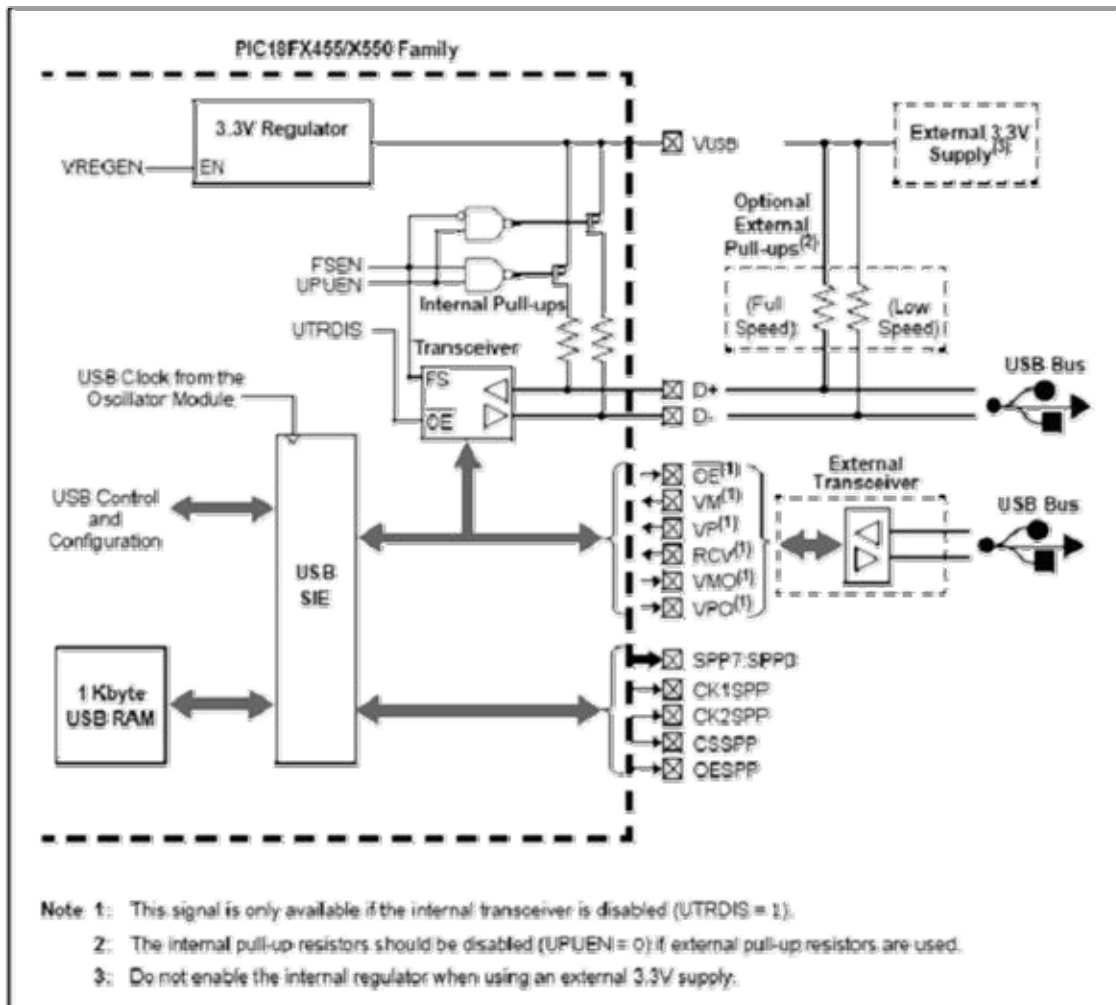 PIC18FX455/X550 Family
3.3V Regulator
EN
VREGEN
VUSB
External 3.3V
Supply(3)
Optional
External
Pull-ups(2)
(Full
Speed)
(Low
Speed)
FSEN
UPUEN
Internal Pull-ups
UTRDIS
Transceiver
FS
OE
USB Clock from the
Oscillator Module
D+
D-
USB Bus
USB Control
and
Configuration
USB
SIE
OE(1)
VM(1)
VP(1)
RCV(1)
VMO(1)
VPO(1)
External
Transceiver
USB Bus
1 Kbyte
USB RAM
SPP7:SPP0
CK1SPP
CK2SPP
CSSPP
OESPP
Note 1: This signal is only available if the internal transceiver is disabled (UTRDIS = 1).
2: The internal pull-up resistors should be disabled (UPUEN = 0) if external pull-up resistors are used.
3: Do not enable the internal regulator when using an external 3.3V supply.